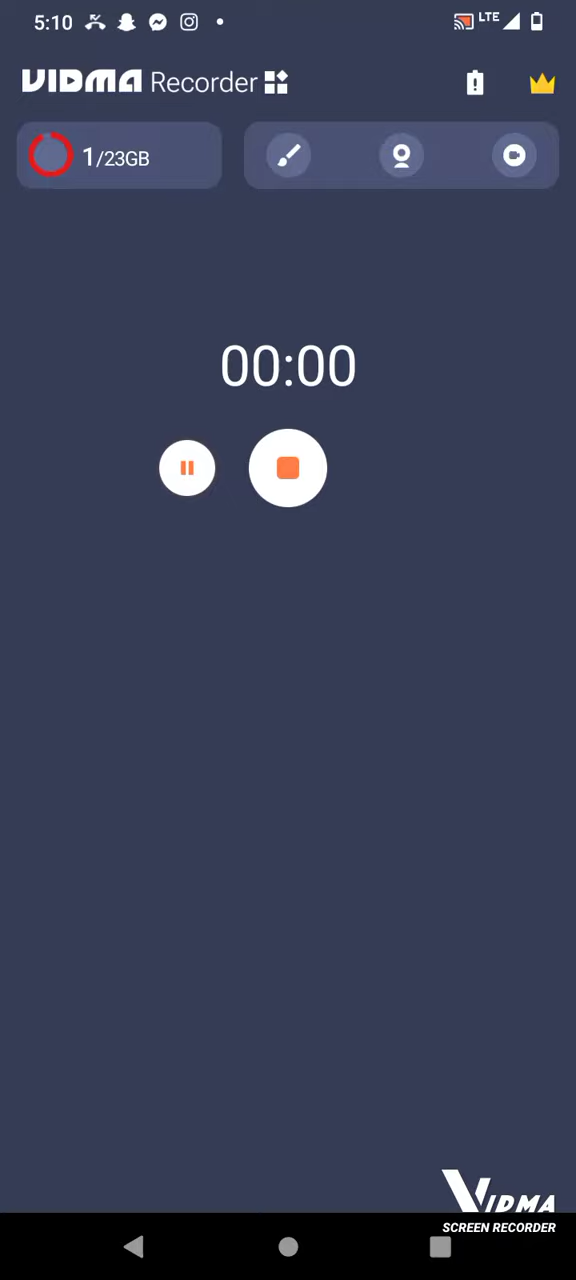 5:10 LTE
VIDMA Recorder
1/23GB
00:00
VIDMA
SCREEN RECORDER